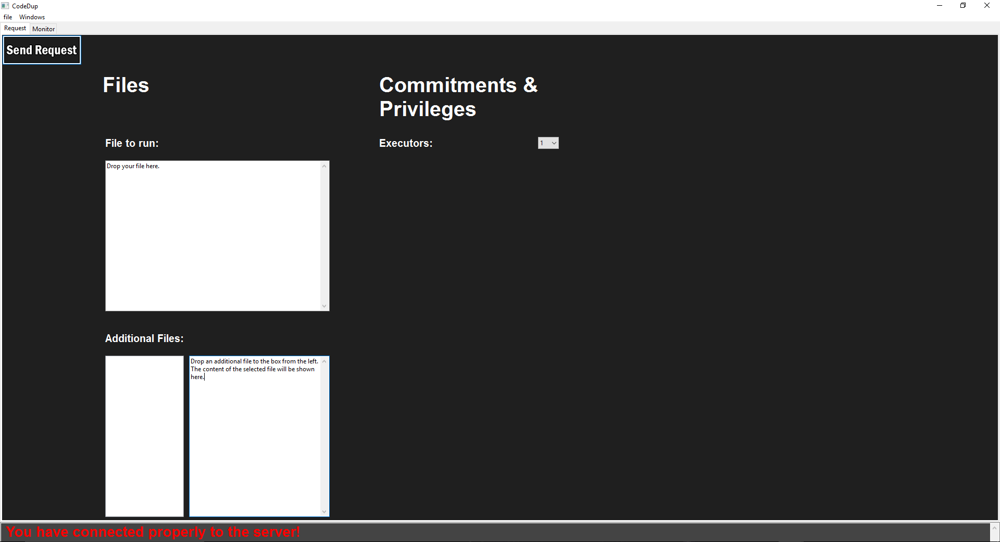 CodeDup
file Windows
Request Monitor
Send Request
Files
Commitments &
Privileges
File to run:
Executors:
1
Drop your file here.
Additional Files:
Drop an additional file to the box from the left.
The content of the selected file will be shown
here.
You have connected properly to the server!